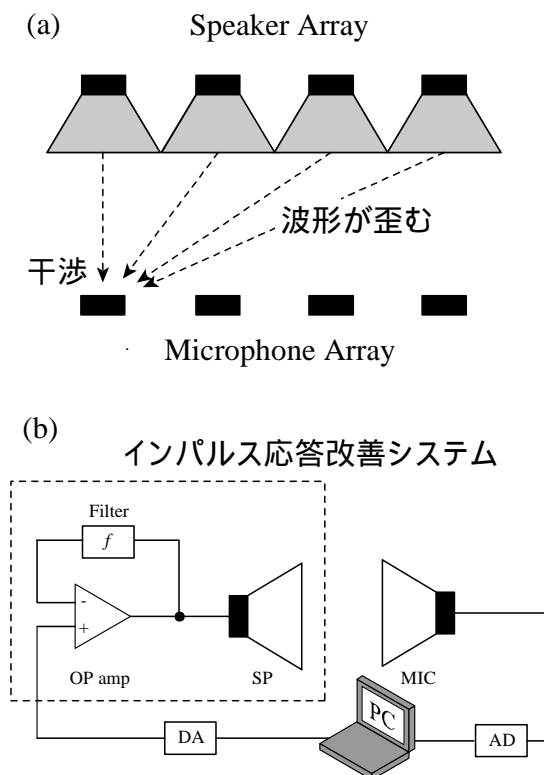 (a)
Speaker Array
波形が歪む
干渉
Microphone Array
(b)
インパルス応答改善システム
Filter
f
-
+
OP amp
SP
MIC
PC
DA
AD